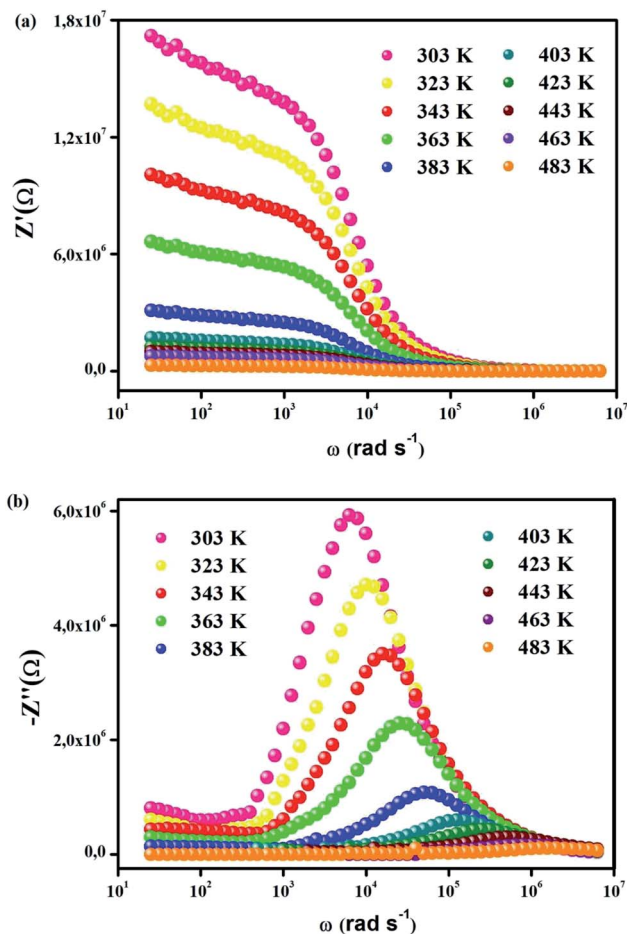 (a)
1,8x10⁷
1,2x10⁷
6,0x10⁶
0,0
Z'(Ω)
303 K 403 K
323 K 423 K
343 K 443 K
363 K 463 K
383 K 483 K
10¹ 10² 10³ 10⁴ 10⁵ 10⁶ 10⁷
ω (rad s⁻¹)
(b)
6,0x10⁶
4,0x10⁶
2,0x10⁶
0,0
-Z''(Ω)
303 K 403 K
323 K 423 K
343 K 443 K
363 K 463 K
383 K 483 K
10¹ 10² 10³ 10⁴ 10⁵ 10⁶ 10⁷
ω (rad s⁻¹)